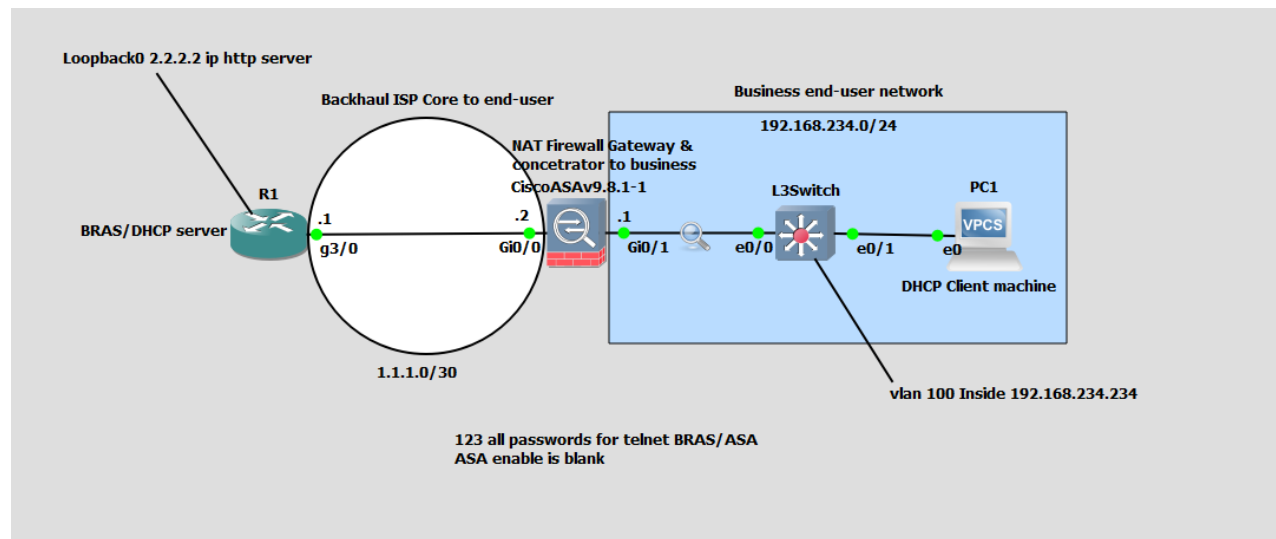 Loopback0 2.2.2.2 ip http server
Backhaul ISP Core to end-user
Business end-user network
192.168.234.0/24
NAT Firewall Gateway &
concetrator to business
CiscoASAv9.8.1-1
R1
L3Switch
PC1
BRAS/DHCP server
.1
g3/0
.2
Gi0/0
.1
Gi0/1
e0/0
e0/1
e0
VPCS
DHCP Client machine
1.1.1.0/30
vlan 100 Inside 192.168.234.234
123 all passwords for telnet BRAS/ASA
ASA enable is blank